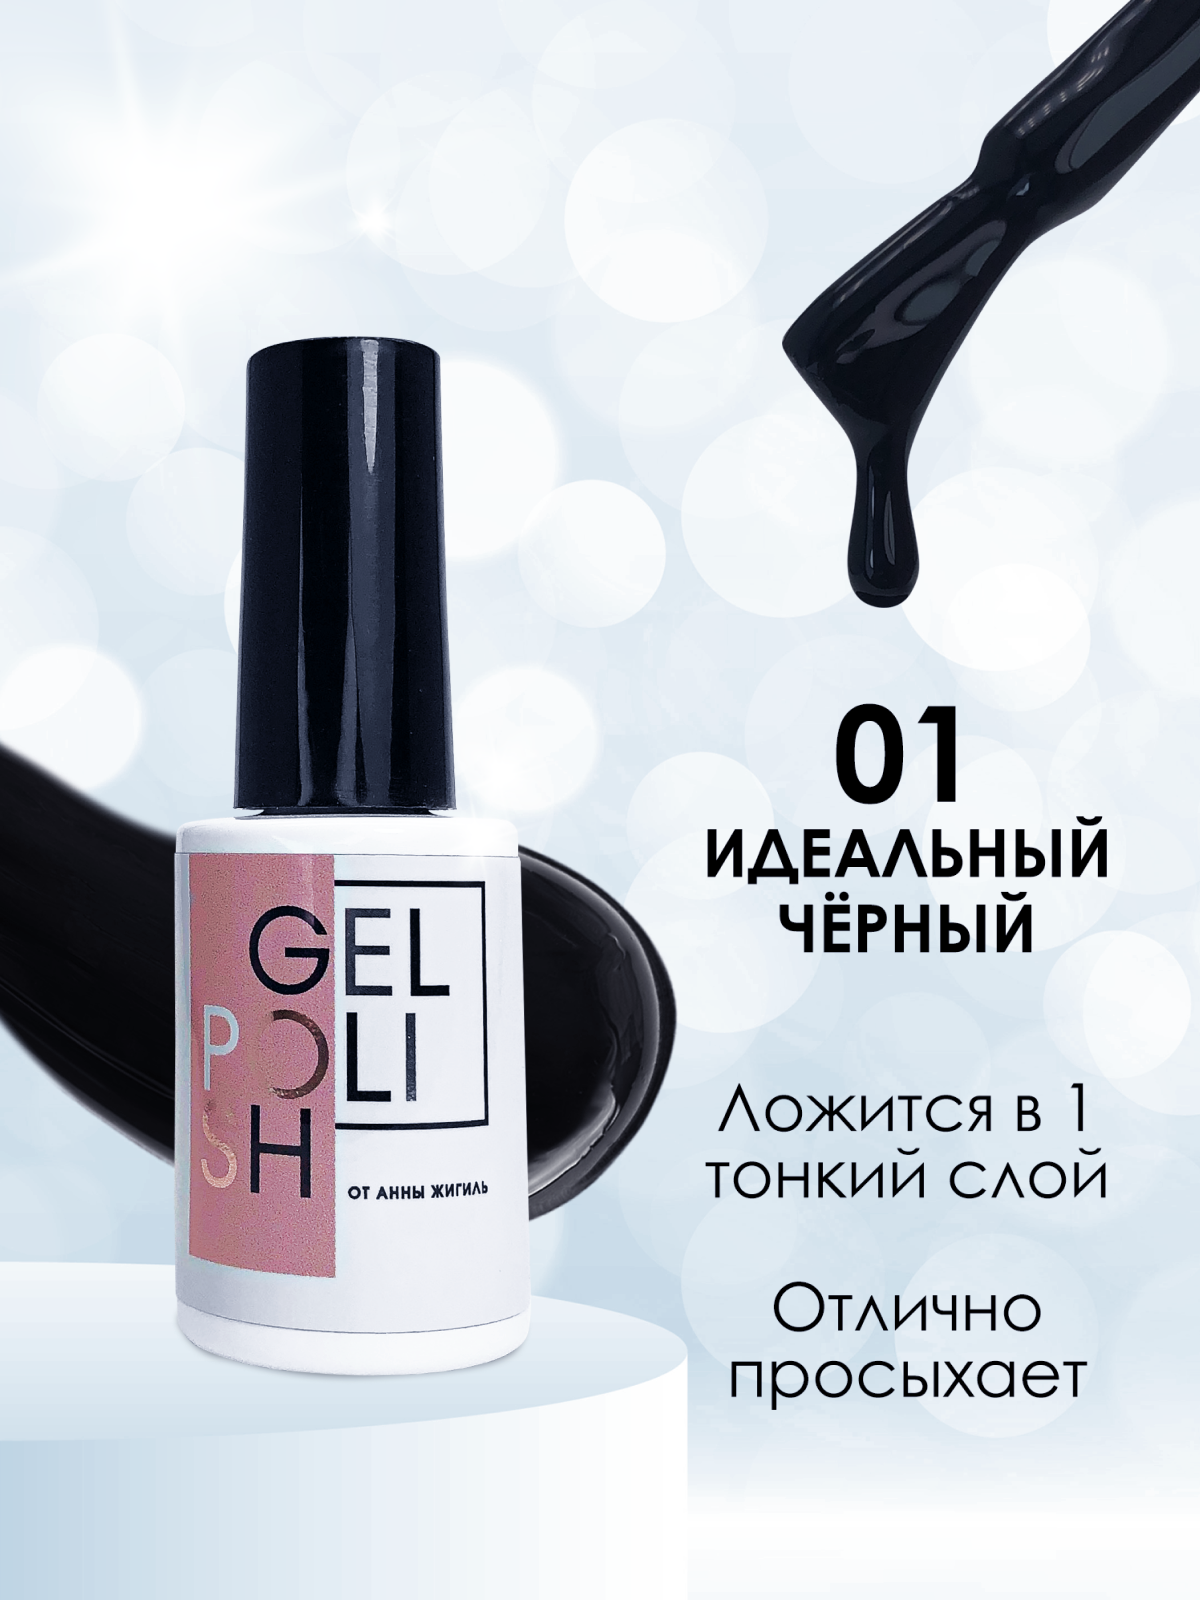 GEL
POLI
SH
ОТ АННЫ ЖИГИЛЬ
01
ИДЕАЛЬНЫЙ
ЧЁРНЫЙ
Ложится в 1
тонкий слой
Отлично
просыхает